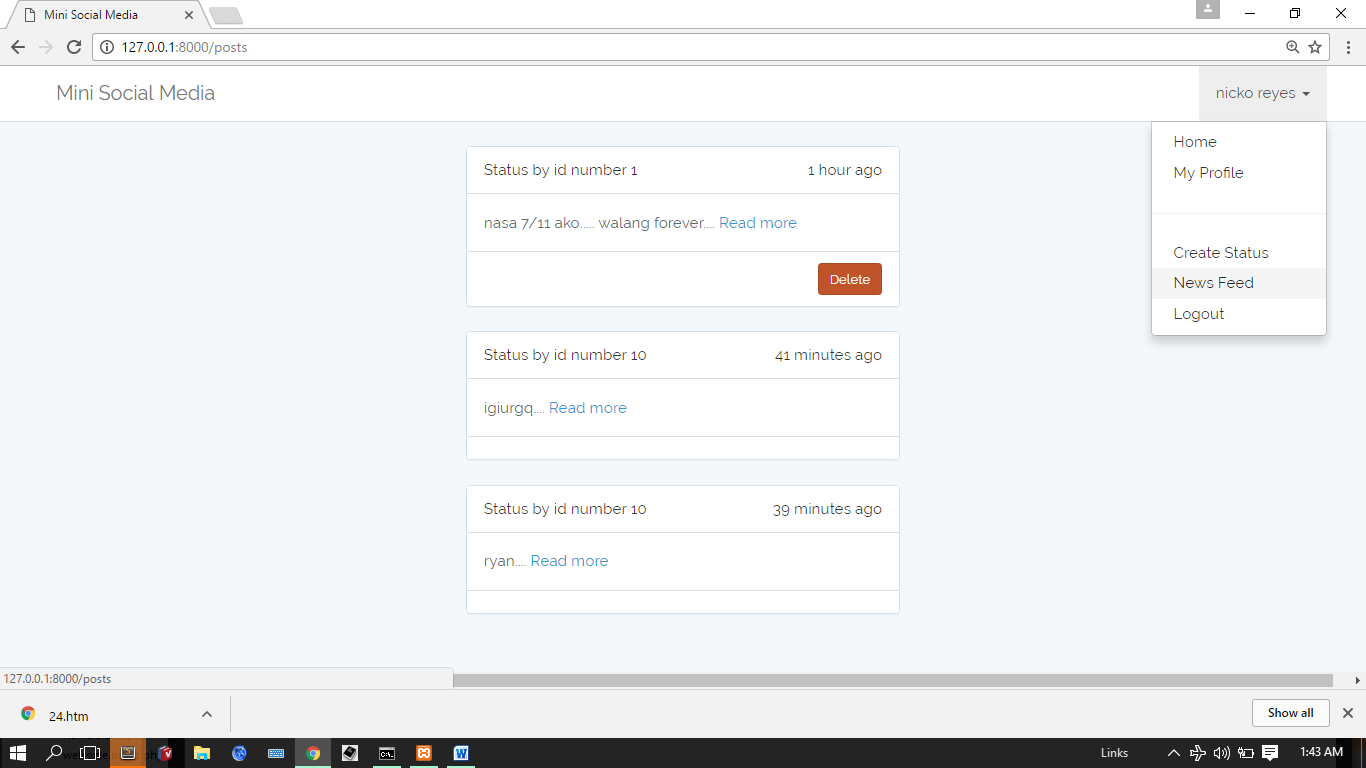 Mini Social Media
127.0.0.1:8000/posts
Mini Social Media
nicko reyes
Home
My Profile
Create Status
News Feed
Logout
Status by id number 1 1 hour ago
nasa 7/11 ako..... walang forever.... Read more
Delete
Status by id number 10 41 minutes ago
igiurgq.... Read more
Status by id number 10 39 minutes ago
ryan.... Read more
127.0.0.1:8000/posts
24.htm
Show all
Links
1:43 AM